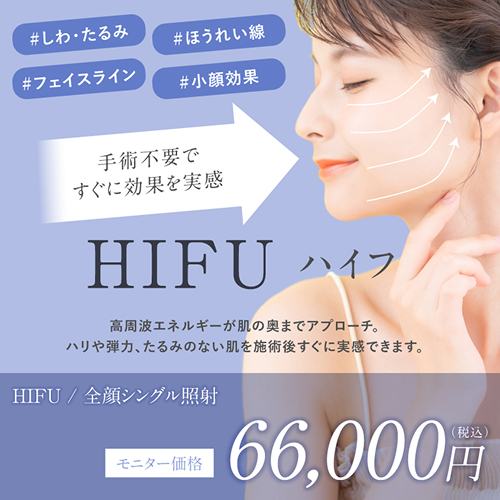 #しわ・たるみ
#ほうれい線
#フェイスライン
#小顔効果
手術不要で
すぐに効果を実感
HIFU ハイフ
高周波エネルギーが肌の奥までアプローチ。
ハリや弾力、たるみのない肌を施術後すぐに実感できます。
HIFU / 全顔シングル照射
モニター価格 66,000円(税込)